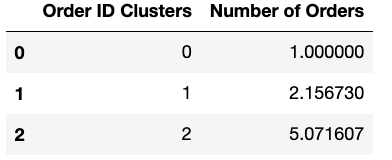 Order ID Clusters Number of Orders
0 0 1.000000
1 1 2.156730
2 2 5.071607